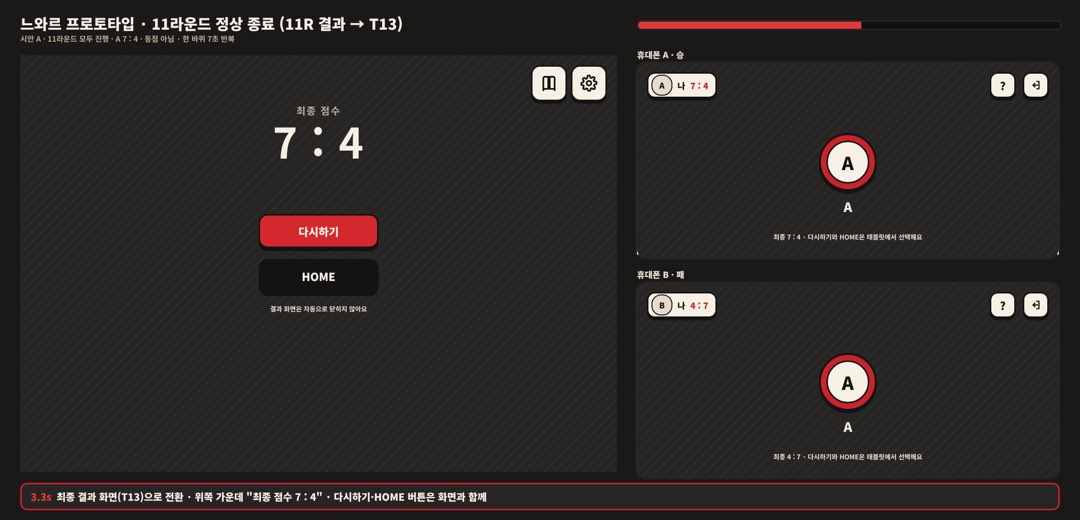 느와르 프로토타입 · 11라운드 정상 종료 (11R 결과 → T13)
시안 A · 11라운드 모두 진행 · A 7 : 4 · 동점 아님 · 한 바퀴 7초 반복
최종 점수
7 : 4
다시하기
HOME
결과 화면은 자동으로 닫히지 않아요
휴대폰 A · 승
A 나 7 : 4
?
A
A
최종 7 : 4 · 다시하기와 HOME은 태블릿에서 선택해요
휴대폰 B · 패
B 나 4 : 7
?
A
A
최종 4 : 7 · 다시하기와 HOME은 태블릿에서 선택해요
3.3s 최종 결과 화면(T13)으로 전환 · 위쪽 가운데 "최종 점수 7 : 4" · 다시하기·HOME 버튼은 화면과 함께